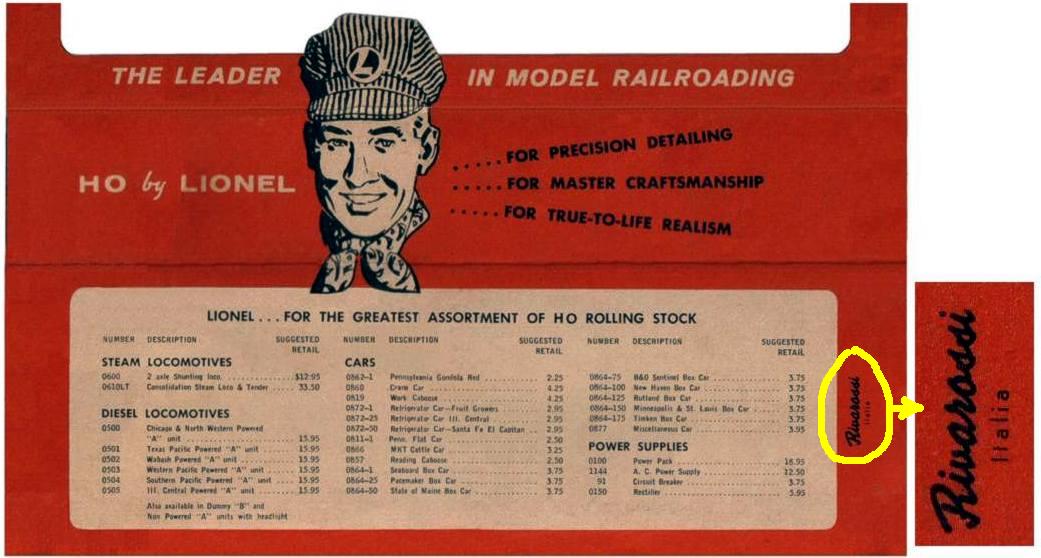 THE LEADER IN MODEL RAILROADING
HO by LIONEL
.....FOR PRECISION DETAILING
.....FOR MASTER CRAFTSMANSHIP
.....FOR TRUE-TO-LIFE REALISM
L
LIONEL...FOR THE GREATEST ASSORTMENT OF HO ROLLING STOCK
NUMBER DESCRIPTION SUGGESTED RETAIL
STEAM LOCOMOTIVES
0600 2 axle Shunting loco. $12.95
0610LT Consolidation Steam Loco & Tender 33.50
DIESEL LOCOMOTIVES
0500 Chicago & North Western Powered
"A" unit 15.95
0501 Texas Pacific Powered "A" unit 15.95
0502 Wabash Powered "A" unit 15.95
0503 Western Pacific Powered "A" unit 15.95
0504 Southern Pacific Powered "A" unit 15.95
0505 Ill. Central Powered "A" unit 15.95
Also available in Dummy "B" and
Non Powered "A" units with headlight
NUMBER DESCRIPTION SUGGESTED RETAIL
CARS
0862-1 Pennsylvania Gondola Red 2.25
0860 Crane Car 4.25
0819 Work Caboose 4.25
0872-1 Refrigerator Car—Fruit Growers 2.95
0872-25 Refrigerator Car Ill. Central 2.95
0872-50 Refrigerator Car—Santa Fe El Capitan 2.95
0811-1 Penn. Flat Car 2.50
0866 MKT Cattle Car 3.25
0857 Reading Caboose 2.50
0864-1 Seaboard Box Car 3.75
0864-25 Pacemaker Box Car 3.75
0864-50 State of Maine Box Car 3.75
NUMBER DESCRIPTION SUGGESTED RETAIL
0864-75 B&O Sentinel Box Car 3.75
0864-100 New Haven Box Car 3.75
0864-125 Rutland Box Car 3.75
0864-150 Minneapolis & St. Louis Box Car 3.75
0864-175 Timken Box Car 3.75
0877 Miscellaneous Car 3.95
POWER SUPPLIES
0100 Power Pack 18.95
1144 A. C. Power Supply 12.50
91 Circuit Breaker 3.75
0150 Rectifier 5.95
Rivarossi
Italia
Rivarossi
Italia